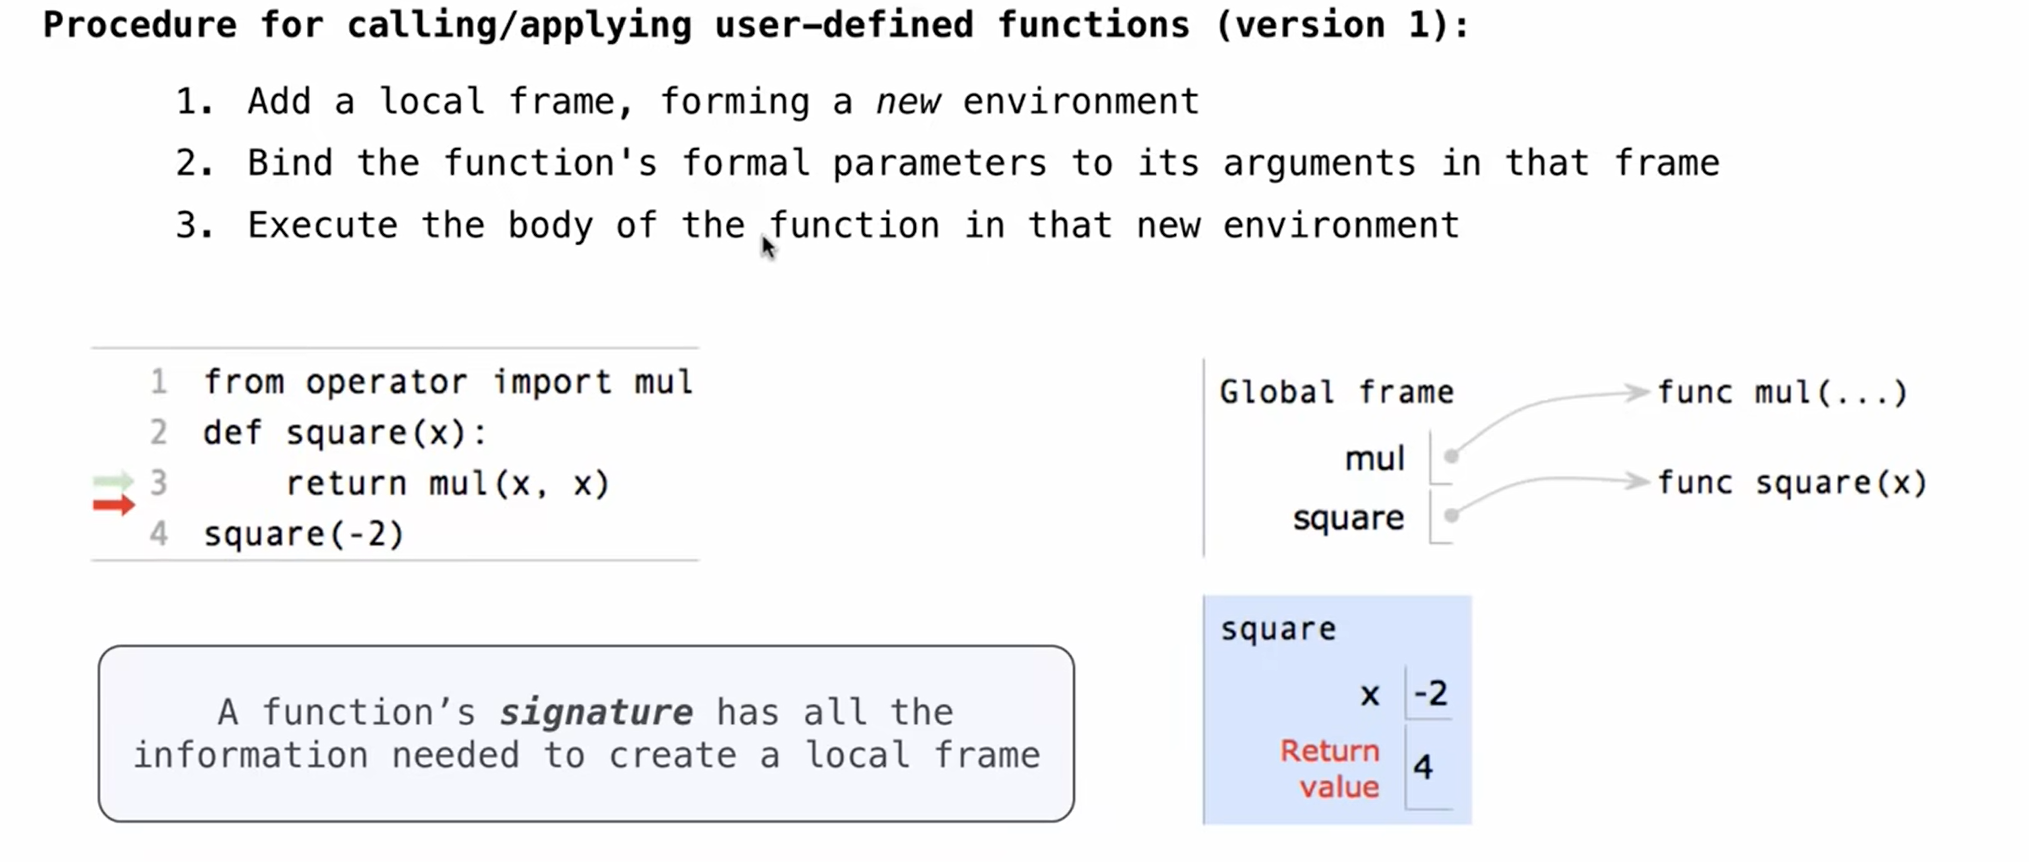 Procedure for calling/applying user–defined functions (version 1):
1. Add a local frame, forming a new environment
2. Bind the function's formal parameters to its arguments in that frame
3. Execute the body of the function in that new environment
1 from operator import mul
2 def square(x):
3     return mul(x, x)
4 square(-2)
A function’s signature has all the
information needed to create a local frame
Global frame
mul
square
func mul(...)
func square(x)
square
x -2
Return
value 4